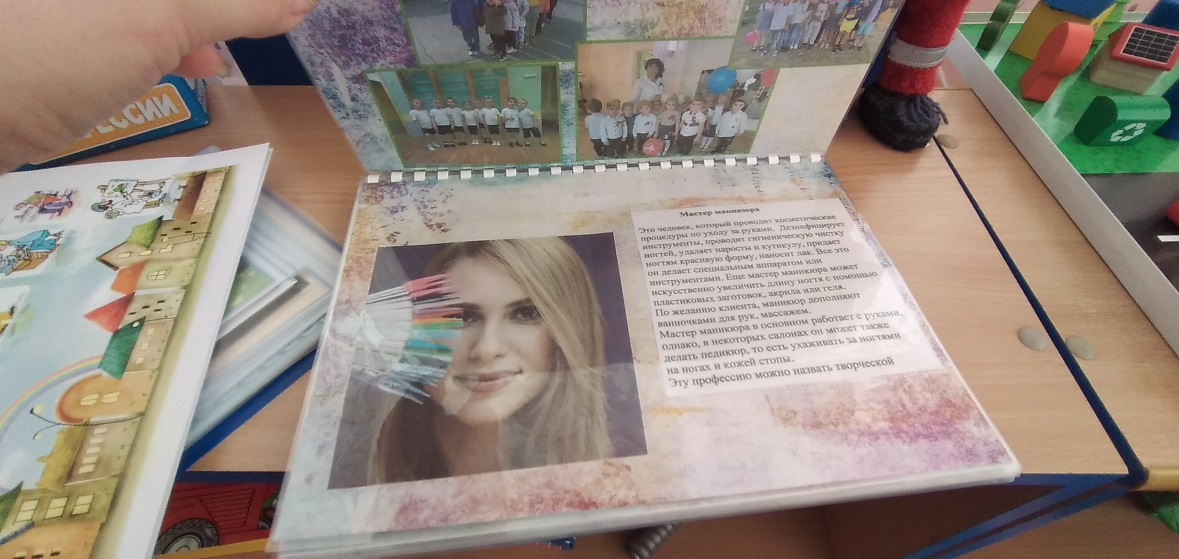 ЕССИИ
Мастер маникюра
Это человек, который проводит косметические
процедуры по уходу за руками. Дезинфицирует
инструменты, проводит гигиеническую чистку
ногтей, удаляет наросты и кутикулу, придает
ногтям красивую форму, наносит лак. Все это
он делает специальным аппаратом или
инструментами. Еще мастер маникюра может
искусственно увеличить длину ногтя с помощью
пластиковых заготовок, акрила или геля.
По желанию клиента, маникюр дополняют
ванночками для рук, массажем.
Мастер маникюра в основном работает с руками,
однако, в некоторых салонах он может также
делать педикюр, то есть ухаживать за ногтями
на ногах и кожей стопы.
Эту профессию можно назвать творческой